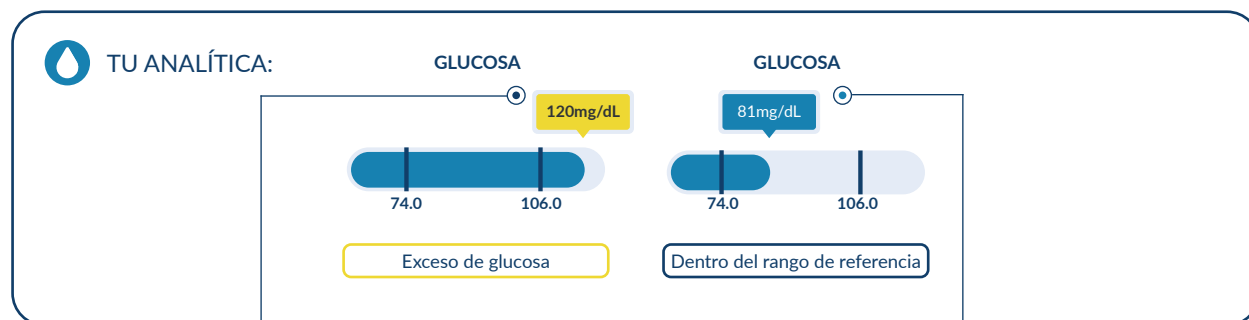 TU ANALÍTICA:
GLUCOSA
120mg/dL
74.0
106.0
Exceso de glucosa
GLUCOSA
81mg/dL
74.0
106.0
Dentro del rango de referencia